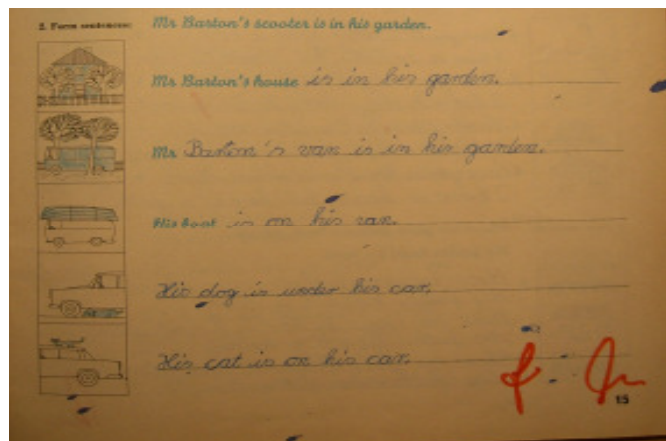 2. Form sentences: Mr Barton's scooter is in his garden.
Mr Barton's house is in his garden.
Mr Barton's van is in his garden.
His boat is on his van.
His dog is under his car.
His cat is on his car.
15